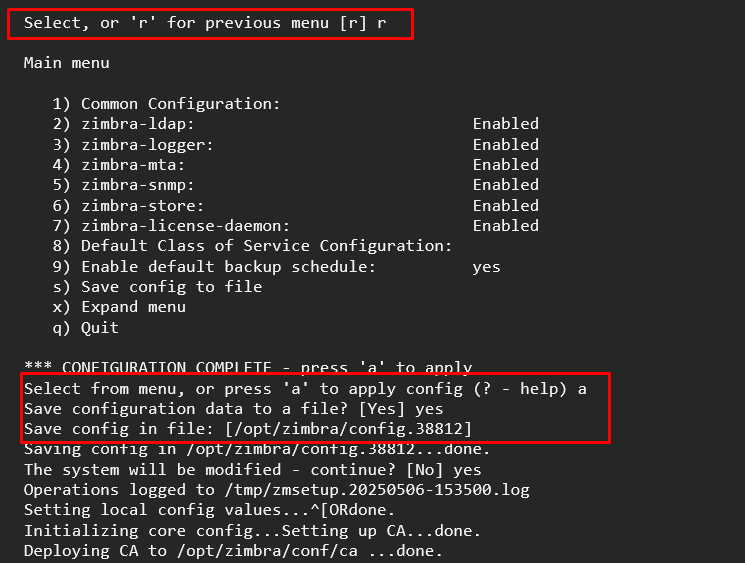 Select, or 'r' for previous menu [r] r
Main menu
1) Common Configuration:
2) zimbra-ldap: Enabled
3) zimbra-logger: Enabled
4) zimbra-mta: Enabled
5) zimbra-snmp: Enabled
6) zimbra-store: Enabled
7) zimbra-license-daemon: Enabled
8) Default Class of Service Configuration:
9) Enable default backup schedule: yes
s) Save config to file
x) Expand menu
q) Quit
*** CONFIGURATION COMPLETE - press 'a' to apply
Select from menu, or press 'a' to apply config (? - help) a
Save configuration data to a file? [Yes] yes
Save config in file: [/opt/zimbra/config.38812]
Saving config in /opt/zimbra/config.38812...done.
The system will be modified - continue? [No] yes
Operations logged to /tmp/zmsetup.20250506-153500.log
Setting local config values...^[ORdone.
Initializing core config...Setting up CA...done.
Deploying CA to /opt/zimbra/conf/ca ...done.